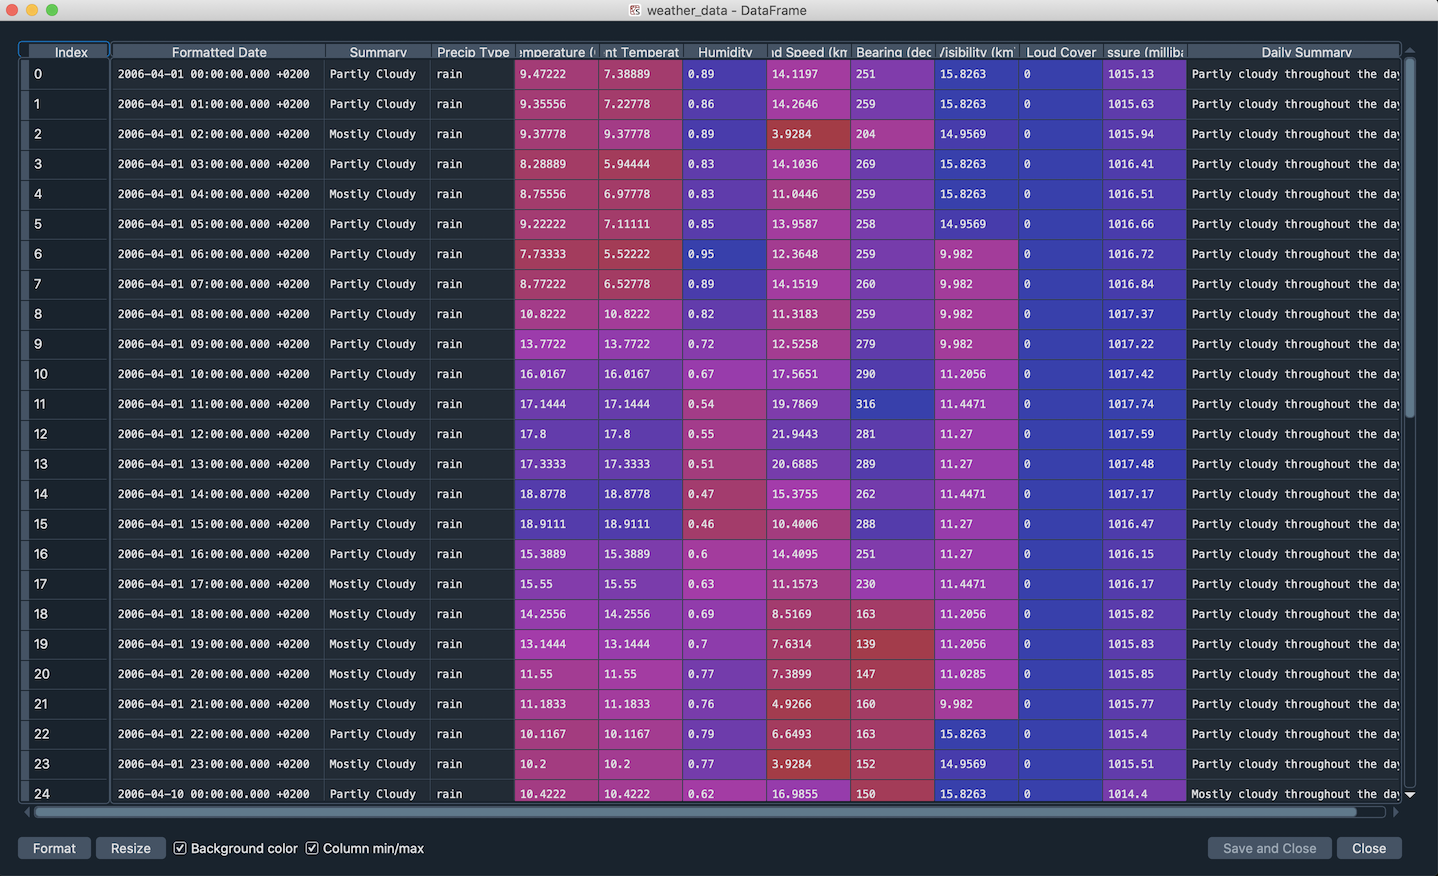 weather_data - DataFrame
Index Formatted Date Summary Precip Type emperature ( nt Temperat Humidity d Speed (km Bearing (deg /isibility (km Loud Cover ssure (milliba Daily Summary
0 2006-04-01 00:00:00.000 +0200 Partly Cloudy rain 9.47222 7.38889 0.89 14.1197 251 15.8263 0 1015.13 Partly cloudy throughout the day
1 2006-04-01 01:00:00.000 +0200 Partly Cloudy rain 9.35556 7.22778 0.86 14.2646 259 15.8263 0 1015.63 Partly cloudy throughout the day
2 2006-04-01 02:00:00.000 +0200 Mostly Cloudy rain 9.37778 9.37778 0.89 3.9284 204 14.9569 0 1015.94 Partly cloudy throughout the day
3 2006-04-01 03:00:00.000 +0200 Partly Cloudy rain 8.28889 5.94444 0.83 14.1036 269 15.8263 0 1016.41 Partly cloudy throughout the day
4 2006-04-01 04:00:00.000 +0200 Mostly Cloudy rain 8.75556 6.97778 0.83 11.0446 259 15.8263 0 1016.51 Partly cloudy throughout the day
5 2006-04-01 05:00:00.000 +0200 Partly Cloudy rain 9.22222 7.11111 0.85 13.9587 258 14.9569 0 1016.66 Partly cloudy throughout the day
6 2006-04-01 06:00:00.000 +0200 Partly Cloudy rain 7.73333 5.52222 0.95 12.3648 259 9.982 0 1016.72 Partly cloudy throughout the day
7 2006-04-01 07:00:00.000 +0200 Partly Cloudy rain 8.77222 6.52778 0.89 14.1519 260 9.982 0 1016.84 Partly cloudy throughout the day
8 2006-04-01 08:00:00.000 +0200 Partly Cloudy rain 10.8222 10.8222 0.82 11.3183 259 9.982 0 1017.37 Partly cloudy throughout the day
9 2006-04-01 09:00:00.000 +0200 Partly Cloudy rain 13.7722 13.7722 0.72 12.5258 279 9.982 0 1017.22 Partly cloudy throughout the day
10 2006-04-01 10:00:00.000 +0200 Partly Cloudy rain 16.0167 16.0167 0.67 17.5651 290 11.2056 0 1017.42 Partly cloudy throughout the day
11 2006-04-01 11:00:00.000 +0200 Partly Cloudy rain 17.1444 17.1444 0.54 19.7869 316 11.4471 0 1017.74 Partly cloudy throughout the day
12 2006-04-01 12:00:00.000 +0200 Partly Cloudy rain 17.8 17.8 0.55 21.9443 281 11.27 0 1017.59 Partly cloudy throughout the day
13 2006-04-01 13:00:00.000 +0200 Partly Cloudy rain 17.3333 17.3333 0.51 20.6885 289 11.27 0 1017.48 Partly cloudy throughout the day
14 2006-04-01 14:00:00.000 +0200 Partly Cloudy rain 18.8778 18.8778 0.47 15.3755 262 11.4471 0 1017.17 Partly cloudy throughout the day
15 2006-04-01 15:00:00.000 +0200 Partly Cloudy rain 18.9111 18.9111 0.46 10.4006 288 11.27 0 1016.47 Partly cloudy throughout the day
16 2006-04-01 16:00:00.000 +0200 Partly Cloudy rain 15.3889 15.3889 0.6 14.4095 251 11.27 0 1016.15 Partly cloudy throughout the day
17 2006-04-01 17:00:00.000 +0200 Mostly Cloudy rain 15.55 15.55 0.63 11.1573 230 11.4471 0 1016.17 Partly cloudy throughout the day
18 2006-04-01 18:00:00.000 +0200 Mostly Cloudy rain 14.2556 14.2556 0.69 8.5169 163 11.2056 0 1015.82 Partly cloudy throughout the day
19 2006-04-01 19:00:00.000 +0200 Mostly Cloudy rain 13.1444 13.1444 0.7 7.6314 139 11.2056 0 1015.83 Partly cloudy throughout the day
20 2006-04-01 20:00:00.000 +0200 Mostly Cloudy rain 11.55 11.55 0.77 7.3899 147 11.0285 0 1015.85 Partly cloudy throughout the day
21 2006-04-01 21:00:00.000 +0200 Mostly Cloudy rain 11.1833 11.1833 0.76 4.9266 160 9.982 0 1015.77 Partly cloudy throughout the day
22 2006-04-01 22:00:00.000 +0200 Partly Cloudy rain 10.1167 10.1167 0.79 6.6493 163 15.8263 0 1015.4 Partly cloudy throughout the day
23 2006-04-01 23:00:00.000 +0200 Mostly Cloudy rain 10.2 10.2 0.77 3.9284 152 14.9569 0 1015.51 Partly cloudy throughout the day
24 2006-04-10 00:00:00.000 +0200 Partly Cloudy rain 10.4222 10.4222 0.62 16.9855 150 15.8263 0 1014.4 Mostly cloudy throughout the day
Format Resize Background color Column min/max Save and Close Close